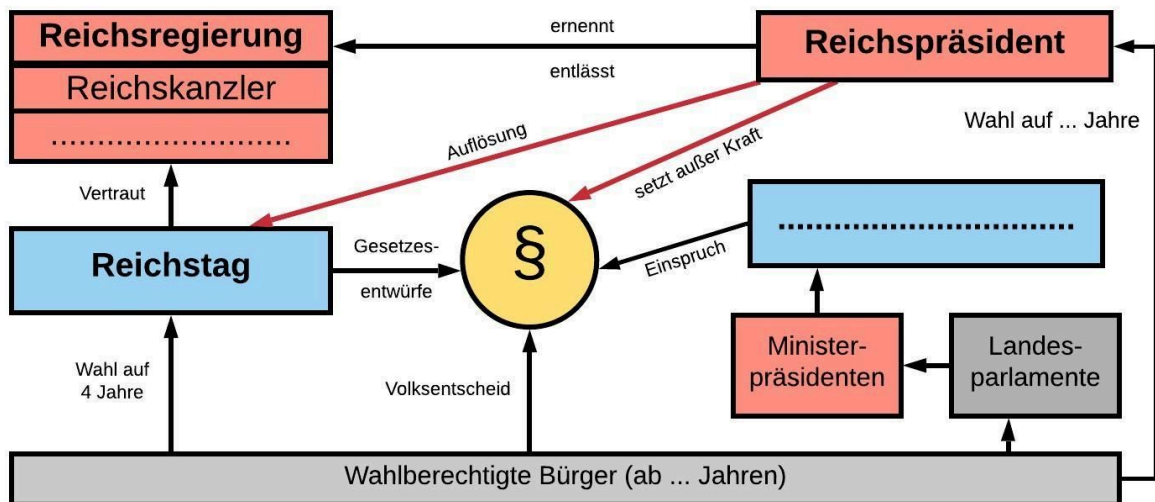 Reichsregierung
Reichskanzler
..........................
ernennt
entlässt
Reichspräsident
Wahl auf ... Jahre
Auflösung
setzt außer Kraft
Vertraut
Reichstag
Gesetzes-
entwürfe
§
Einspruch
................................
Minister-
präsidenten
Landes-
parlamente
Wahl auf
4 Jahre
Volksentscheid
Wahlberechtigte Bürger (ab ... Jahren)